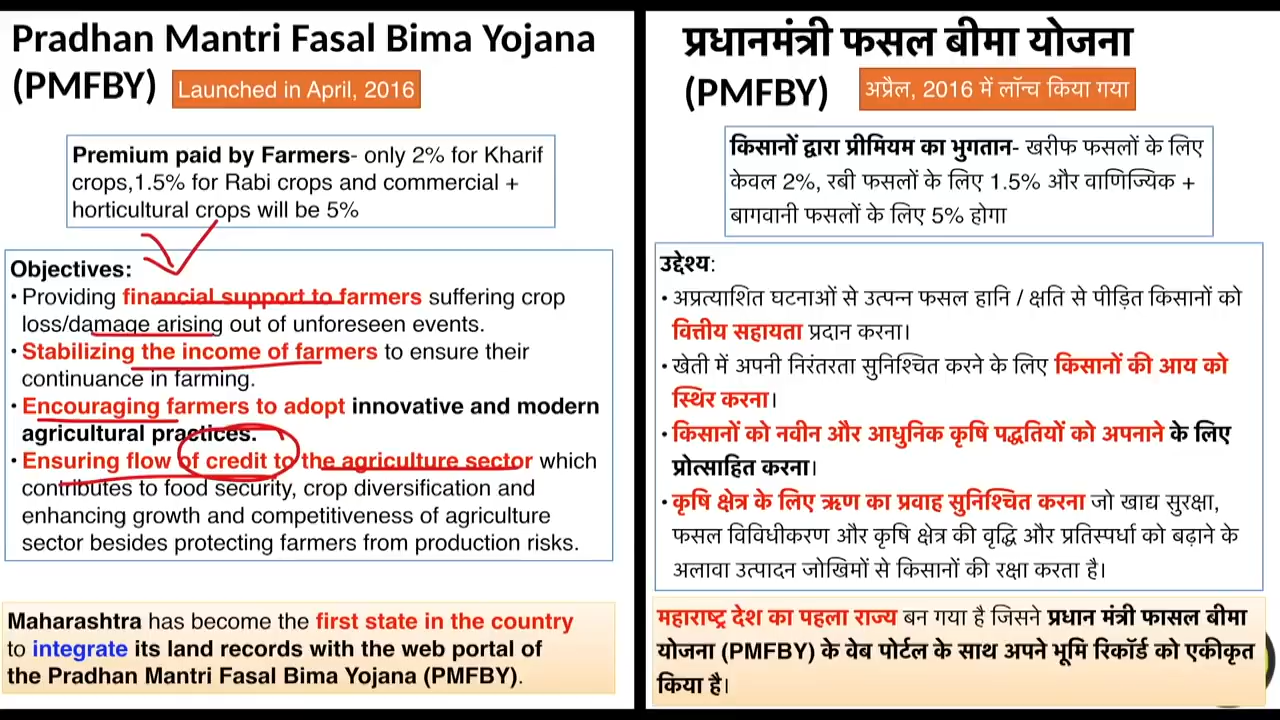 Pradhan Mantri Fasal Bima Yojana
(PMFBY) Launched in April, 2016
Premium paid by Farmers- only 2% for Kharif
crops,1.5% for Rabi crops and commercial +
horticultural crops will be 5%
Objectives:
• Providing financial support to farmers suffering crop
loss/damage arising out of unforeseen events.
• Stabilizing the income of farmers to ensure their
continuance in farming.
• Encouraging farmers to adopt innovative and modern
agricultural practices.
• Ensuring flow of credit to the agriculture sector which
contributes to food security, crop diversification and
enhancing growth and competitiveness of agriculture
sector besides protecting farmers from production risks.
Maharashtra has become the first state in the country
to integrate its land records with the web portal of
the Pradhan Mantri Fasal Bima Yojana (PMFBY).
प्रधानमंत्री फसल बीमा योजना
(PMFBY) अप्रैल, 2016 में लॉन्च किया गया
किसानों द्वारा प्रीमियम का भुगतान- खरीफ फसलों के लिए
केवल 2%, रबी फसलों के लिए 1.5% और वाणिज्यिक +
बागवानी फसलों के लिए 5% होगा
उद्देश्य:
• अप्रत्याशित घटनाओं से उत्पन्न फसल हानि / क्षति से पीड़ित किसानों को
वित्तीय सहायता प्रदान करना।
• खेती में अपनी निरंतरता सुनिश्चित करने के लिए किसानों की आय को
स्थिर करना।
• किसानों को नवीन और आधुनिक कृषि पद्धतियों को अपनाने के लिए
प्रोत्साहित करना।
• कृषि क्षेत्र के लिए ऋण का प्रवाह सुनिश्चित करना जो खाद्य सुरक्षा,
फसल विविधीकरण और कृषि क्षेत्र की वृद्धि और प्रतिस्पर्धा को बढ़ाने के
अलावा उत्पादन जोखिमों से किसानों की रक्षा करता है।
महाराष्ट्र देश का पहला राज्य बन गया है जिसने प्रधान मंत्री फासल बीमा
योजना (PMFBY) के वेब पोर्टल के साथ अपने भूमि रिकॉर्ड को एकीकृत
किया है।